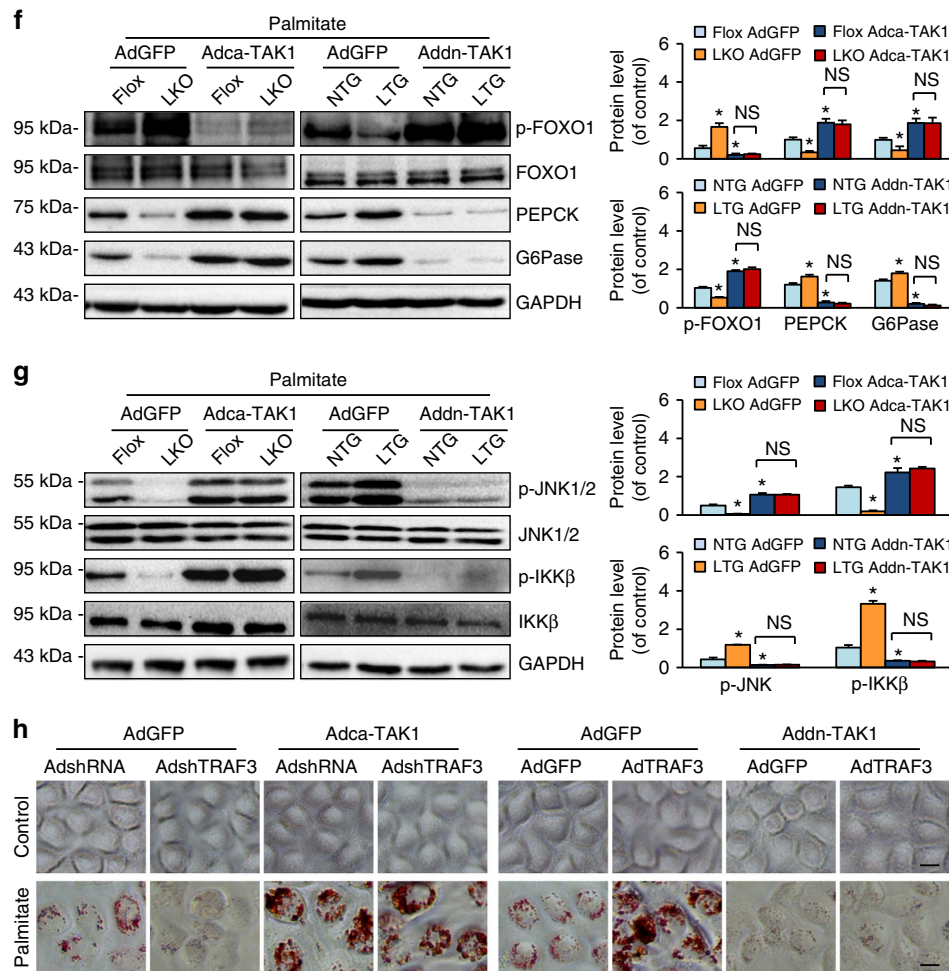 f
Palmitate
AdGFP Adca-TAK1 AdGFP Addn-TAK1
Flox LKO Flox LKO NTG LTG NTG LTG
95 kDa- p-FOXO1
95 kDa- FOXO1
75 kDa- PEPCK
43 kDa- G6Pase
43 kDa- GAPDH
Flox AdGFP Flox Adca-TAK1
LKO AdGFP LKO Adca-TAK1
Protein level
(of control)
6
4
2
0
* * NS * * NS * * NS
NTG AdGFP NTG Addn-TAK1
LTG AdGFP LTG Addn-TAK1
Protein level
(of control)
6
4
2
0
* * NS * * NS * * NS
p-FOXO1 PEPCK G6Pase
g
Palmitate
AdGFP Adca-TAK1 AdGFP Addn-TAK1
Flox LKO Flox LKO NTG LTG NTG LTG
55 kDa - p-JNK1/2
55 kDa- JNK1/2
95 kDa- p-IKKβ
95 kDa - IKKβ
43 kDa - GAPDH
Flox AdGFP Flox Adca-TAK1
LKO AdGFP LKO Adca-TAK1
Protein level
(of control)
6
4
2
0
* * NS * * NS
NTG AdGFP NTG Addn-TAK1
LTG AdGFP LTG Addn-TAK1
Protein level
(of control)
6
4
2
0
* * NS * * NS
p-JNK p-IKKβ
h
AdGFP Adca-TAK1 AdGFP Addn-TAK1
AdshRNA AdshTRAF3 AdshRNA AdshTRAF3 AdGFP AdTRAF3 AdGFP AdTRAF3
Control
Palmitate